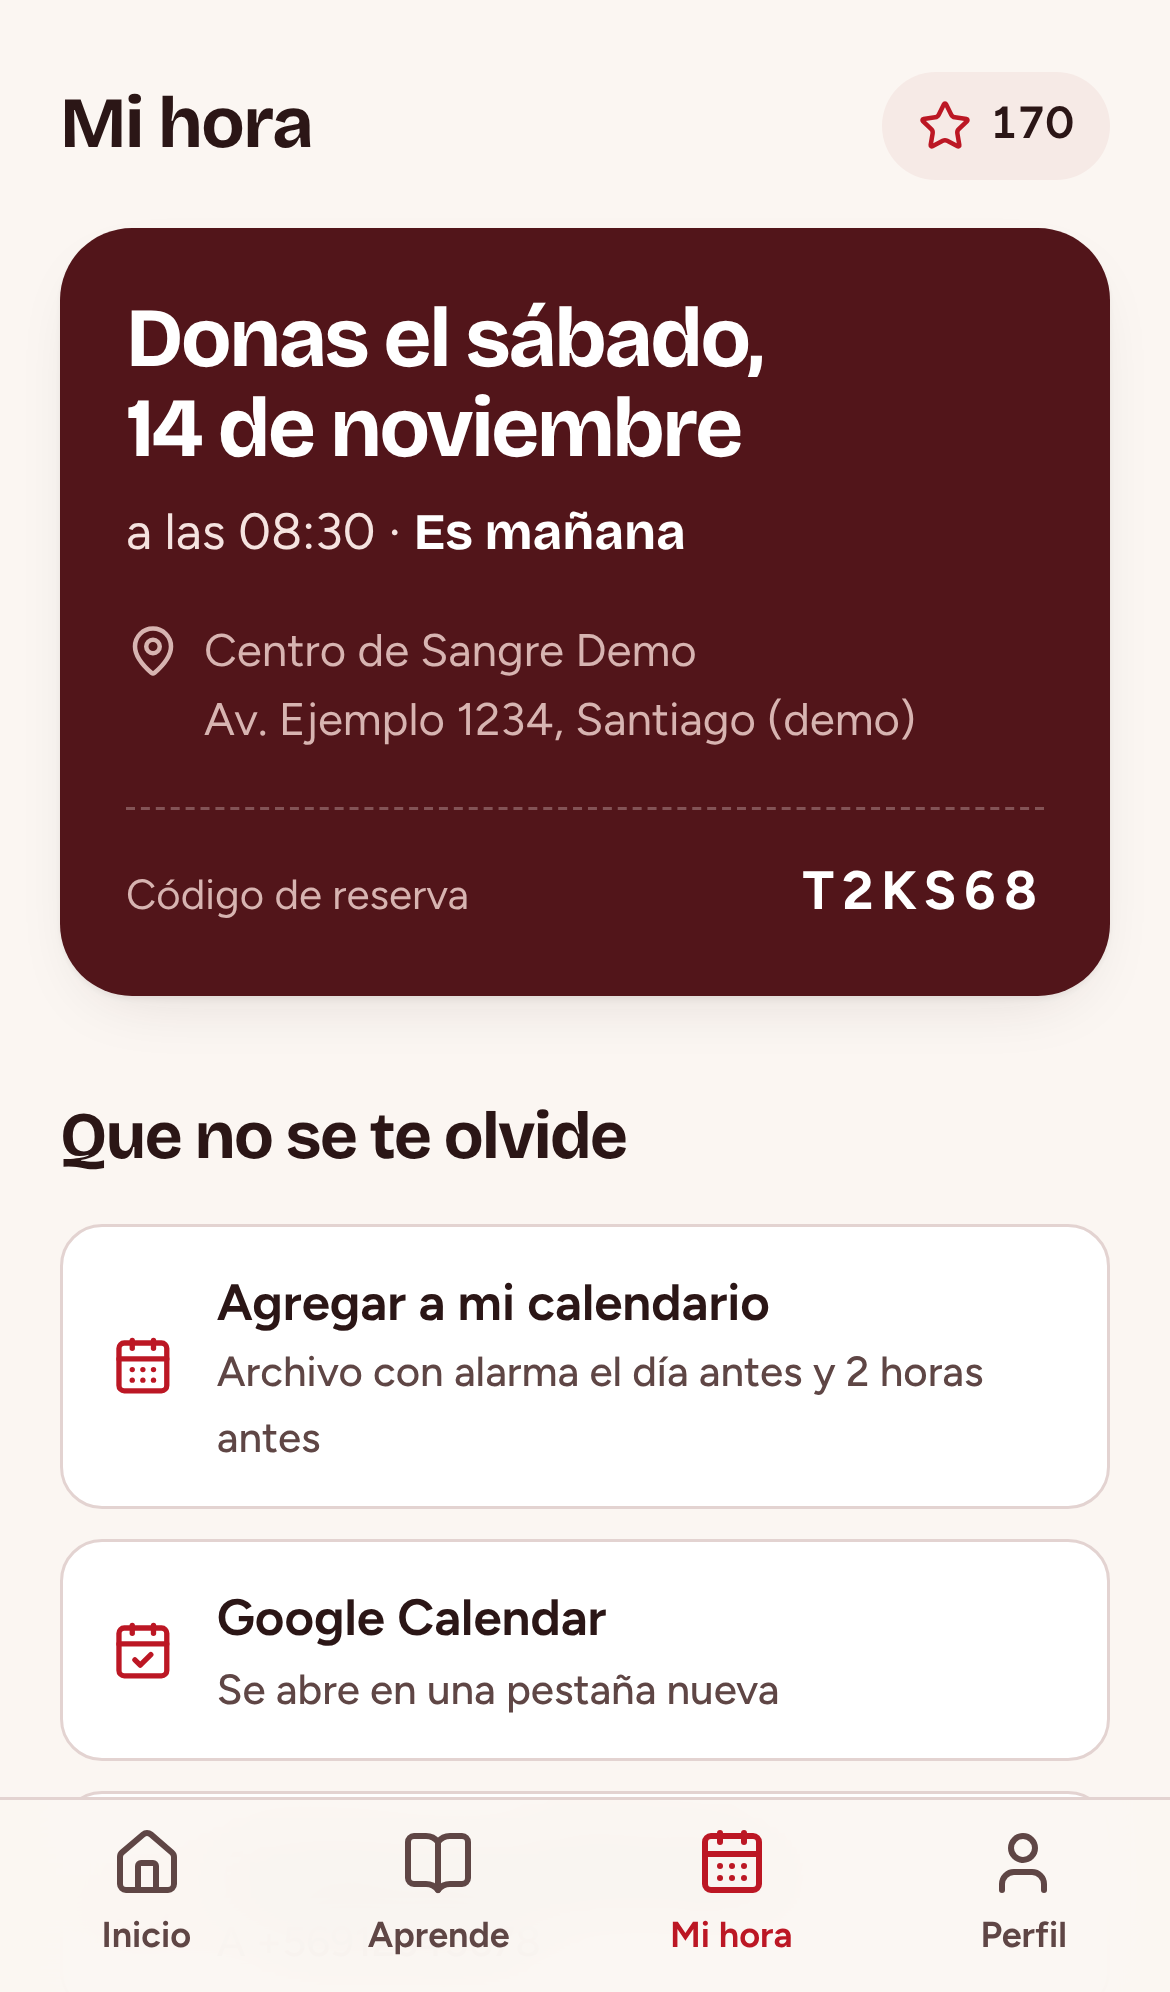 Mi hora
170
Donas el sábado,
14 de noviembre
a las 08:30 · Es mañana
Centro de Sangre Demo
Av. Ejemplo 1234, Santiago (demo)
Código de reserva
T2KS68
Que no se te olvide
Agregar a mi calendario
Archivo con alarma el día antes y 2 horas
antes
Google Calendar
Se abre en una pestaña nueva
Inicio
Aprende
Mi hora
Perfil